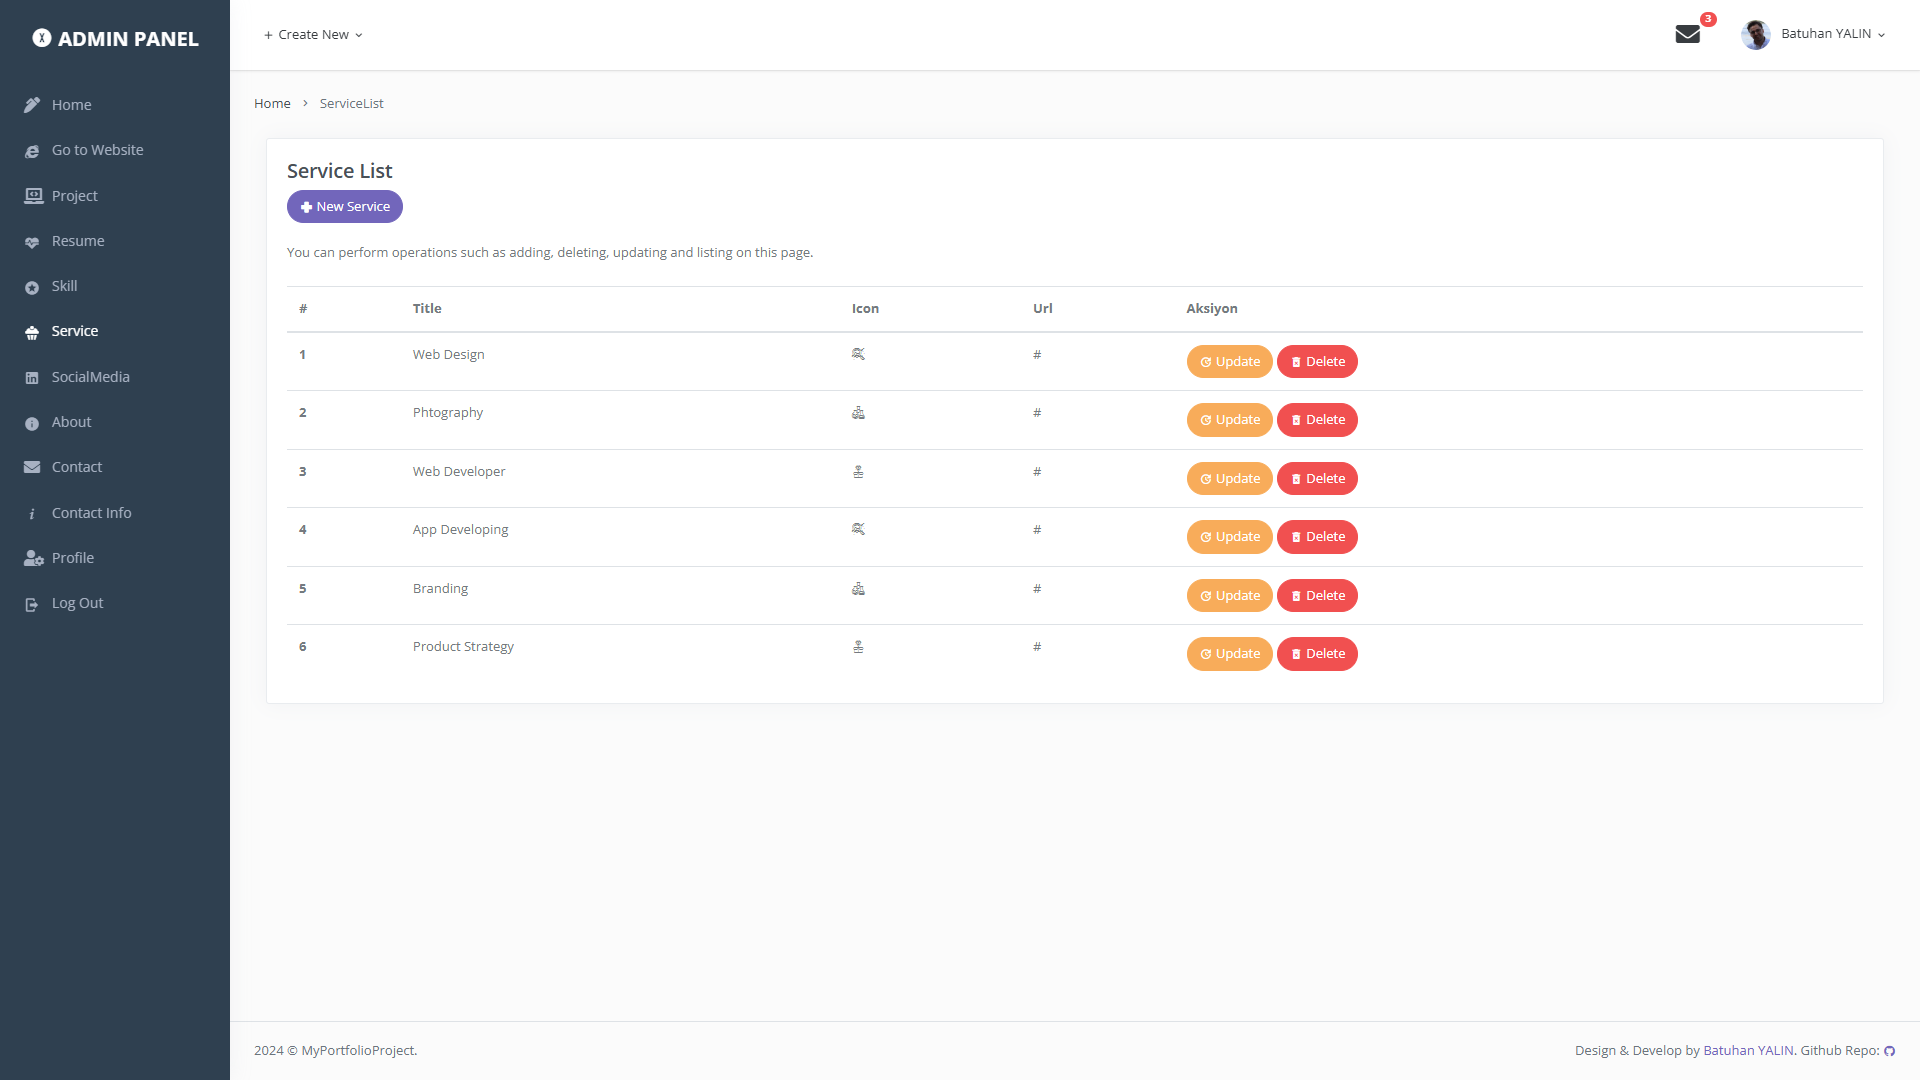 ADMIN PANEL
+ Create New
3
Batuhan YALIN
Home
Go to Website
Project
Resume
Skill
Service
SocialMedia
About
Contact
Contact Info
Profile
Log Out
Home > ServiceList
Service List
New Service
You can perform operations such as adding, deleting, updating and listing on this page.
# Title Icon Url Aksiyon
1 Web Design # Update Delete
2 Phtography # Update Delete
3 Web Developer # Update Delete
4 App Developing # Update Delete
5 Branding # Update Delete
6 Product Strategy # Update Delete
2024 © MyPortfolioProject.
Design & Develop by Batuhan YALIN. Github Repo: